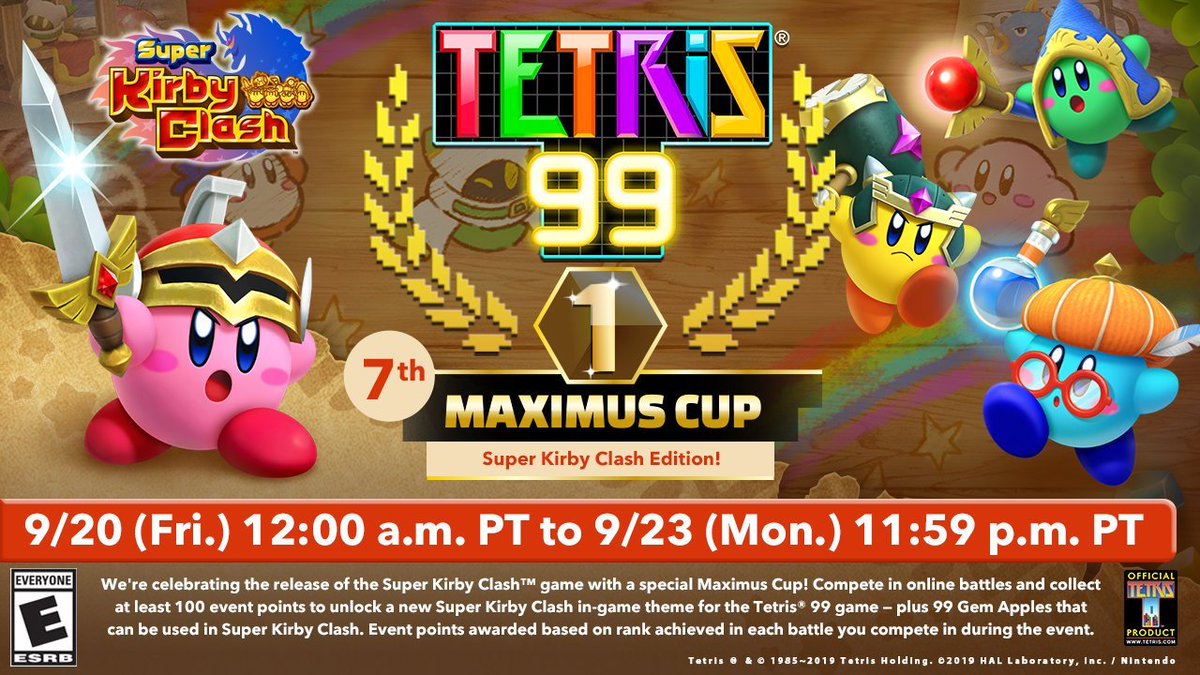 Super
Kirby
Clash™
TETRIS®
99
1
7th
MAXIMUS CUP
Super Kirby Clash Edition!
9/20 (Fri.) 12:00 a.m. PT to 9/23 (Mon.) 11:59 p.m. PT
EVERYONE
E
ESRB
We're celebrating the release of the Super Kirby Clash™ game with a special Maximus Cup! Compete in online battles and collect
at least 100 event points to unlock a new Super Kirby Clash in-game theme for the Tetris® 99 game – plus 99 Gem Apples that
can be used in Super Kirby Clash. Event points awarded based on rank achieved in each battle you compete in during the event.
OFFICIAL
TETRIS
PRODUCT
WWW.TETRIS.COM
Tetris ® & © 1985~2019 Tetris Holding. ©2019 HAL Laboratory, Inc. / Nintendo